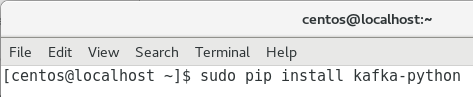 centos@localhost:~
File Edit View Search Terminal Help
[centos@localhost ~]$ sudo pip install kafka-python